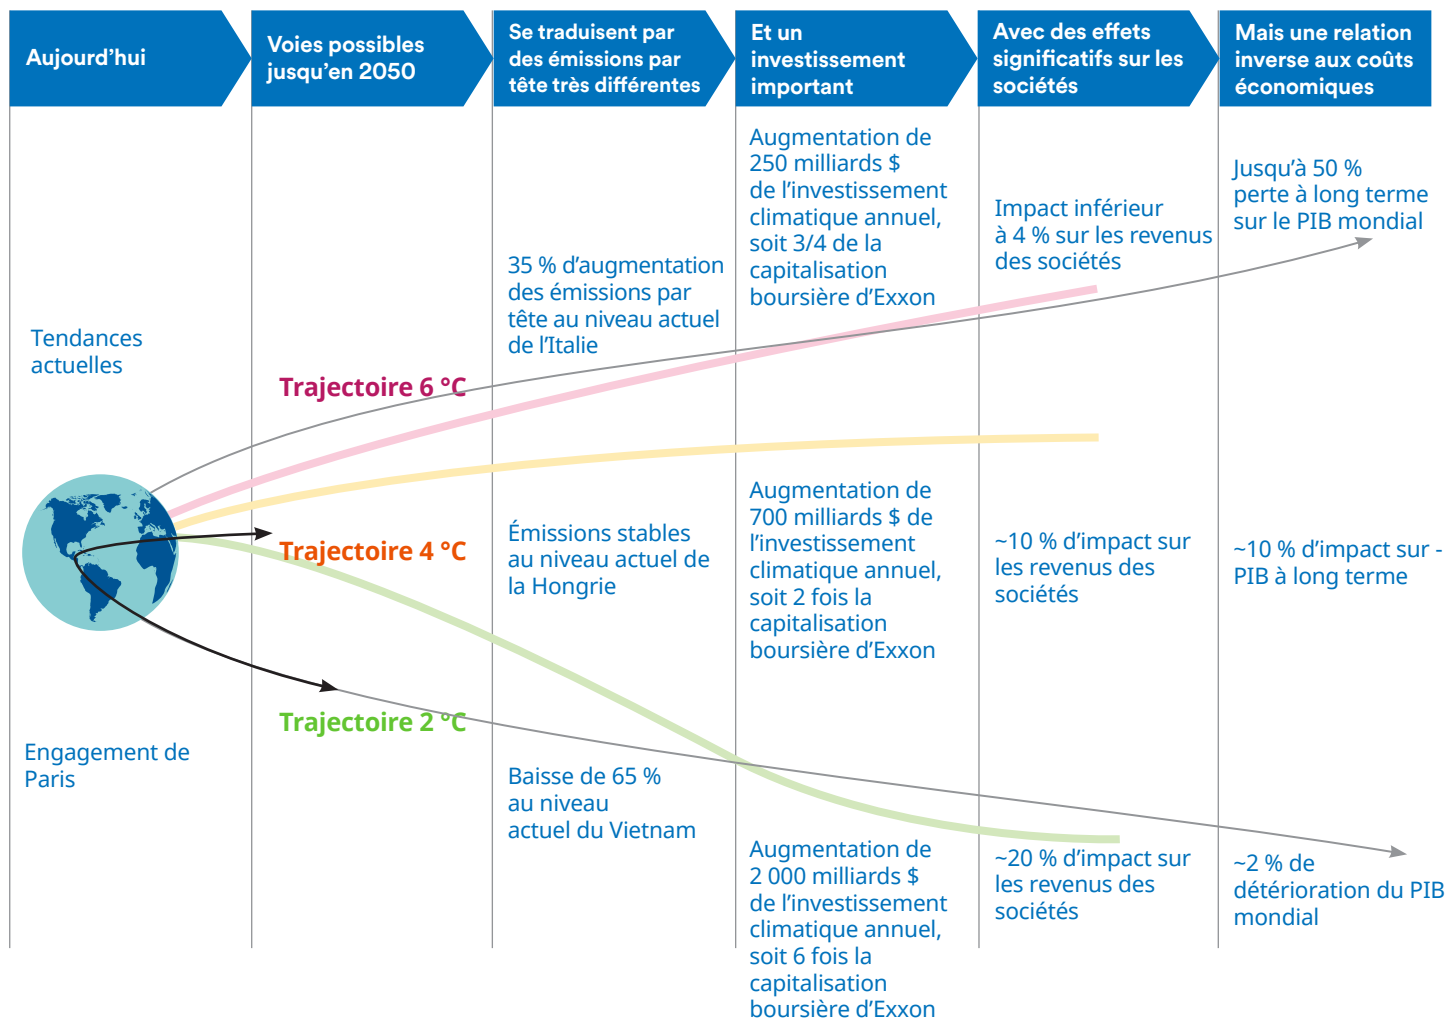 Aujourd'hui
Voies possibles
jusqu'en 2050
Se traduisent par
des émissions par
tête très différentes
Et un
investissement
important
Avec des effets
significatifs sur les
sociétés
Mais une relation
inverse aux coûts
économiques
Tendances
actuelles
Engagement de
Paris
Trajectoire 6 °C
Trajectoire 4 °C
Trajectoire 2 °C
35 % d’augmentation
des émissions par
tête au niveau actuel
de l’Italie
Émissions stables
au niveau actuel de
la Hongrie
Baisse de 65 %
au niveau
actuel du Vietnam
Augmentation de
250 milliards $
de l’investissement
climatique annuel,
soit 3/4 de la
capitalisation
boursière d’Exxon
Augmentation de
700 milliards $ de
l’investissement
climatique annuel,
soit 2 fois la
capitalisation
boursière d’Exxon
Augmentation de
2 000 milliards $
de l’investissement
climatique annuel,
soit 6 fois la
capitalisation
boursière d’Exxon
Impact inférieur
à 4 % sur les revenus
des sociétés
~10 % d’impact sur
les revenus des
sociétés
~20 % d’impact sur
les revenus des
sociétés
Jusqu’à 50 %
perte à long terme
sur le PIB mondial
~10 % d’impact sur -
PIB à long terme
~2 % de
détérioration du PIB
mondial